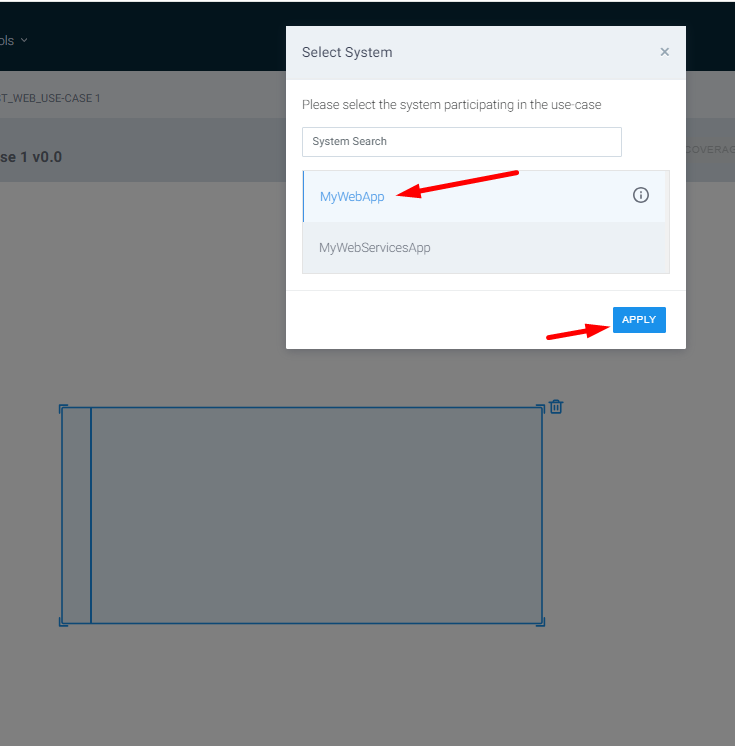 ols
Select System
Please select the system participating in the use-case
T_WEB_USE-CASE 1
System Search
se 1 v0.0
COVERAG
MyWebApp
MyWebServicesApp
APPLY